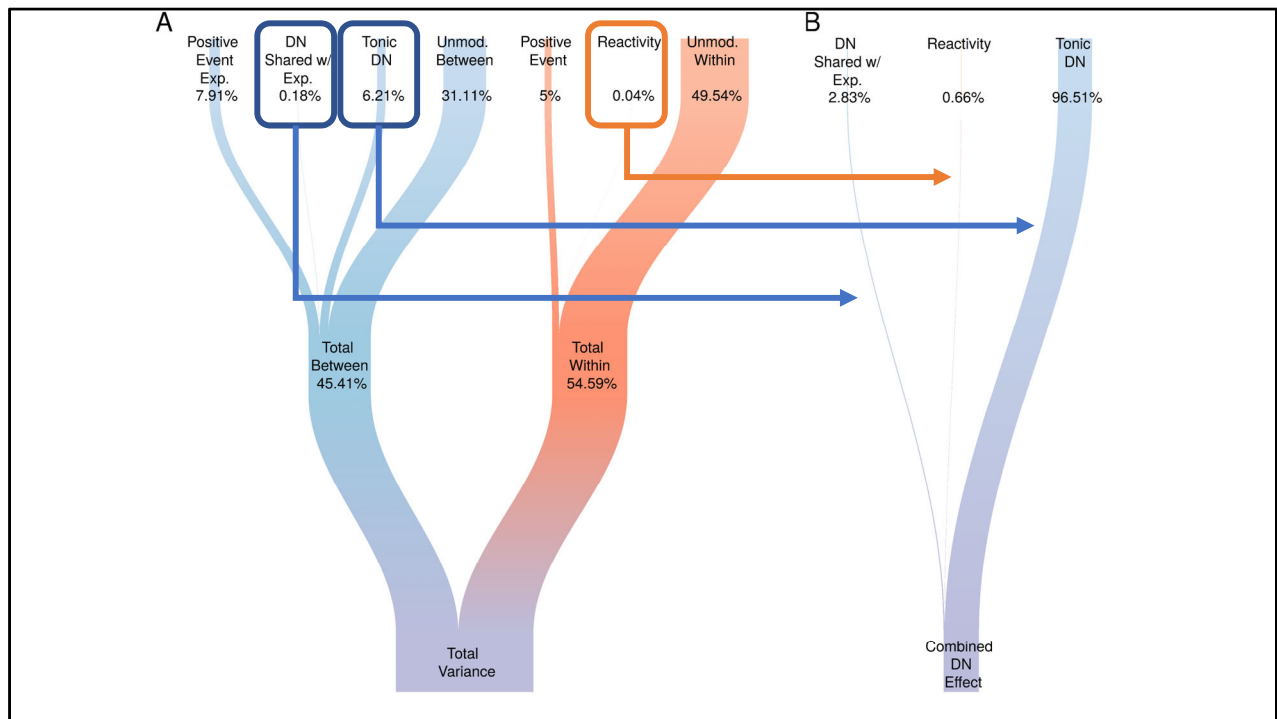 A
Positive
Event
Exp.
7.91%
DN
Shared w/
Exp.
0.18%
Tonic
DN
6.21%
Unmod.
Between
31.11%
Positive
Event
5%
Reactivity
0.04%
Unmod.
Within
49.54%
Total
Between
45.41%
Total
Within
54.59%
Total
Variance
B
DN
Shared w/
Exp.
2.83%
Reactivity
0.66%
Tonic
DN
96.51%
Combined
DN
Effect